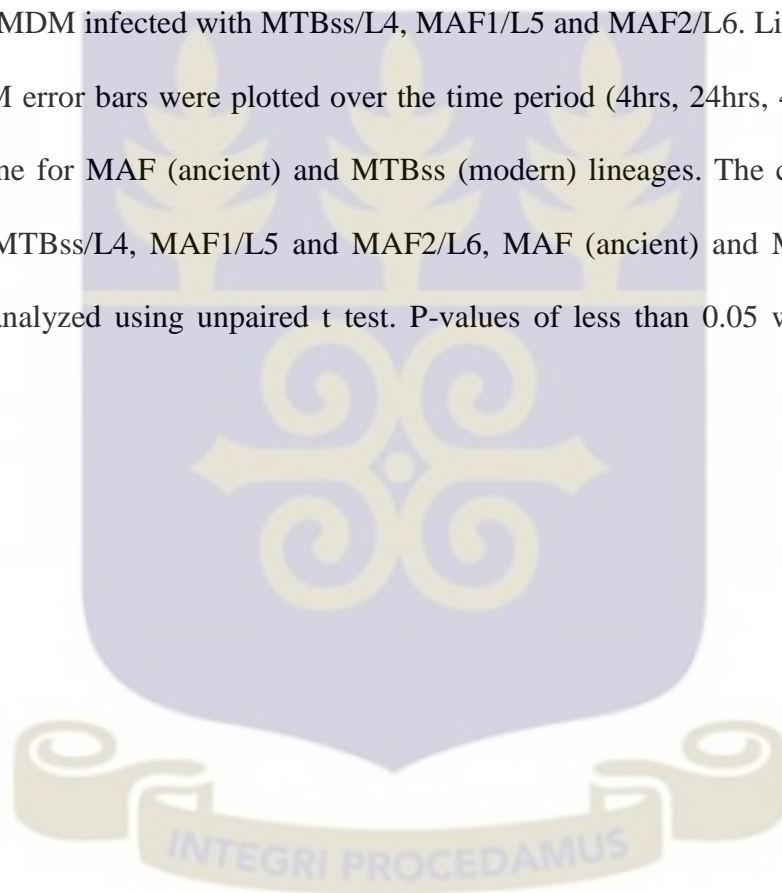 MDM infected with MTBss/L4, MAF1/L5 and MAF2/L6. Li
M error bars were plotted over the time period (4hrs, 24hrs, 4
ne for MAF (ancient) and MTBss (modern) lineages. The c
MTBss/L4, MAF1/L5 and MAF2/L6, MAF (ancient) and M
analyzed using unpaired t test. P-values of less than 0.05 w
INTEGRI PROCEDAMUS